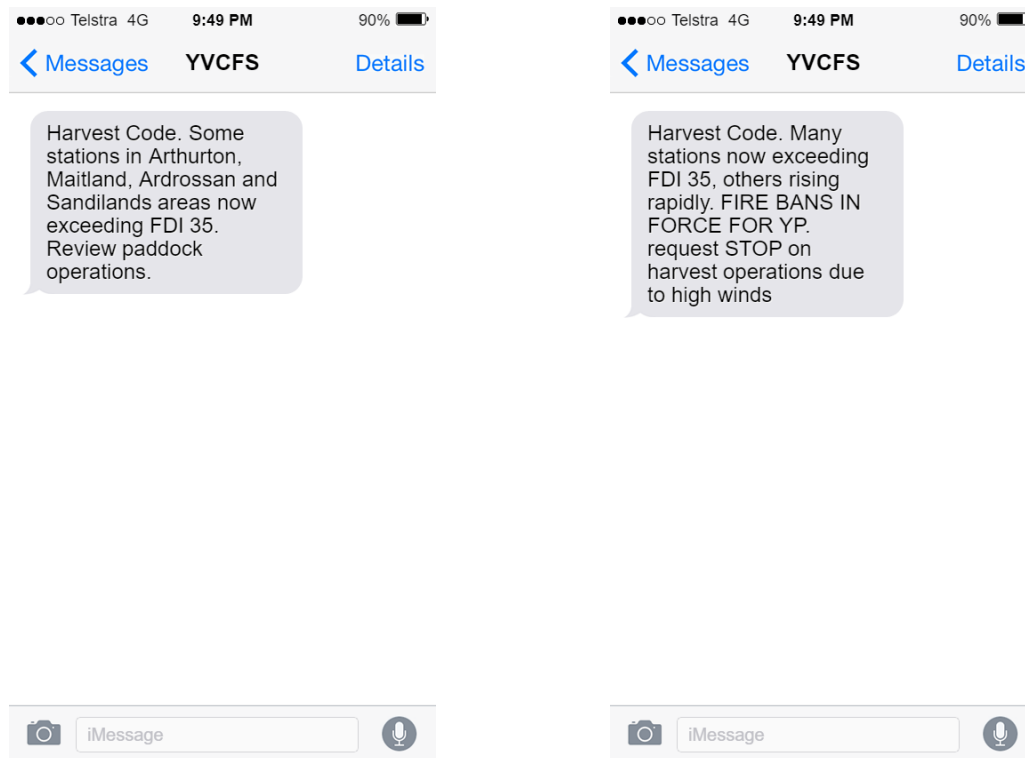 Telstra 4G 9:49 PM 90%
Messages YVCFS Details
Harvest Code. Some
stations in Arthurton,
Maitland, Ardrossan and
Sandilands areas now
exceeding FDI 35.
Review paddock
operations.
iMessage
Telstra 4G 9:49 PM 90%
Messages YVCFS Details
Harvest Code. Many
stations now exceeding
FDI 35, others rising
rapidly. FIRE BANS IN
FORCE FOR YP.
request STOP on
harvest operations due
to high winds
iMessage